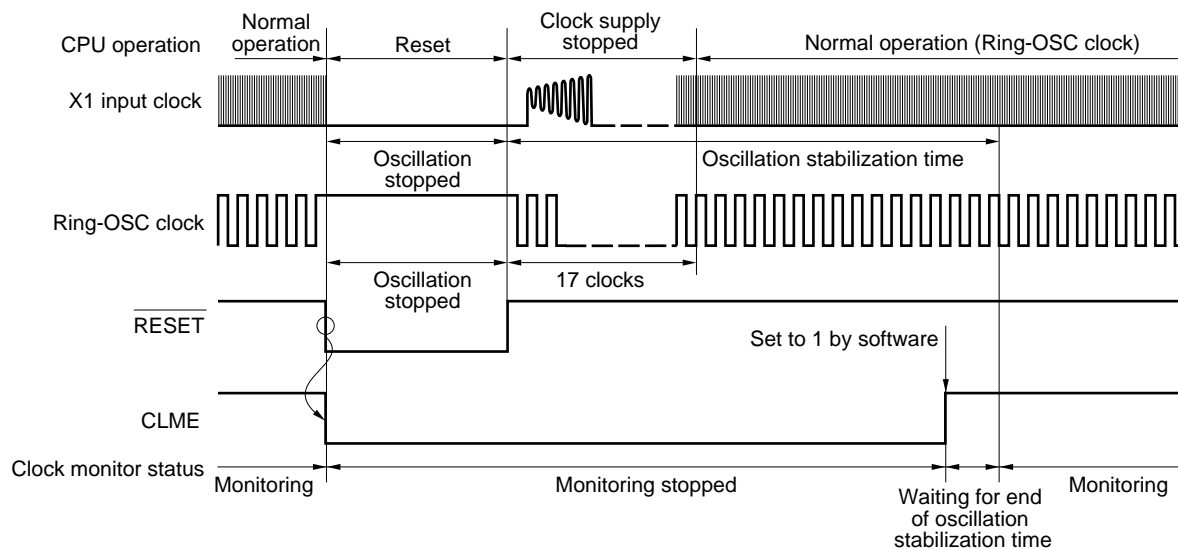 CPU operation
Normal
operation
Reset
Clock supply
stopped
Normal operation (Ring-OSC clock)
X1 input clock
Oscillation
stopped
Oscillation stabilization time
Ring-OSC clock
Oscillation
stopped
17 clocks
RESET
Set to 1 by software
CLME
Clock monitor status
Monitoring
Monitoring stopped
Waiting for end
of oscillation
stabilization time
Monitoring